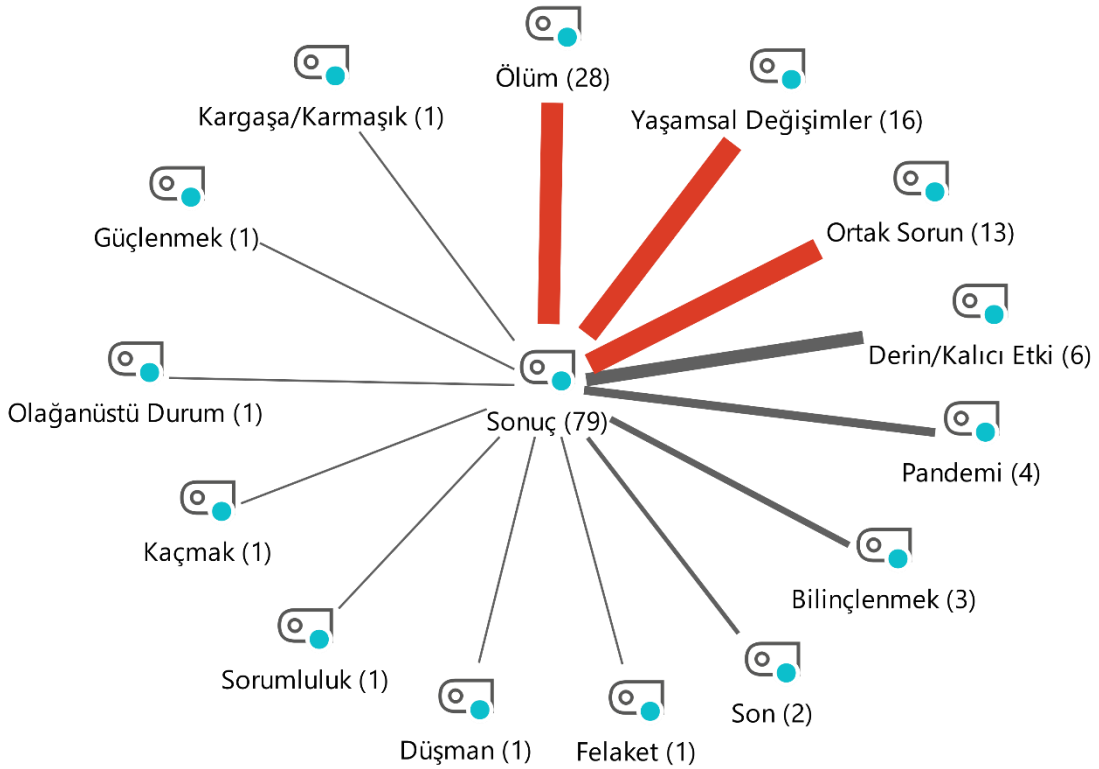 Ölüm (28)
Kargaşa/Karmaşık (1)
Yaşamsal Değişimler (16)
Güçlenmek (1)
Ortak Sorun (13)
Derin/Kalıcı Etki (6)
Olağanüstü Durum (1)
Sonuç (79)
Pandemi (4)
Kaçmak (1)
Bilinçlenmek (3)
Sorumluluk (1)
Son (2)
Düşman (1)
Felaket (1)